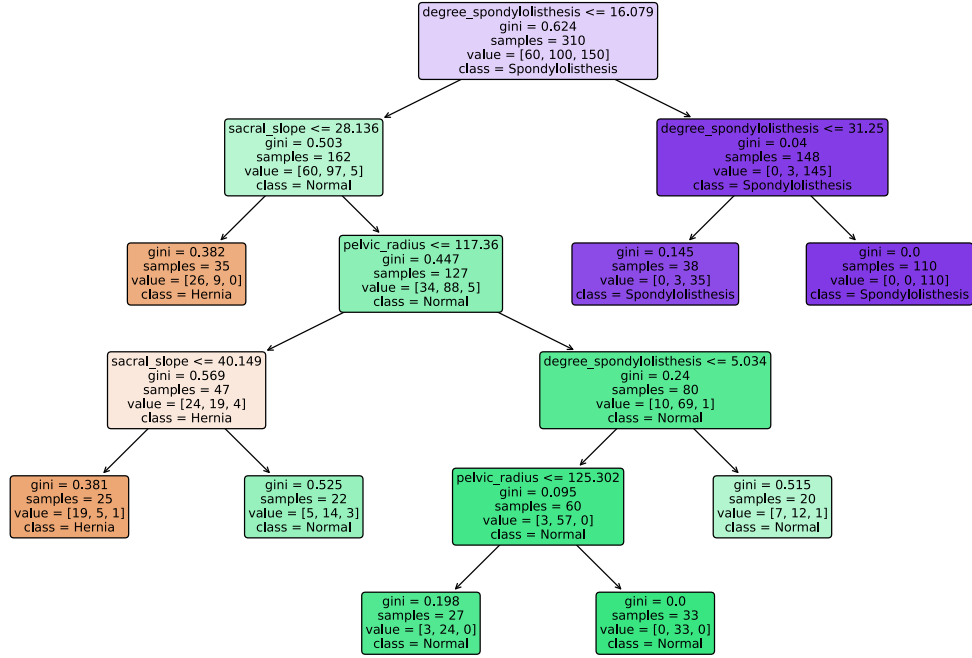 degree_spondylolisthesis <= 16.079
gini = 0.624
samples = 310
value = [60, 100, 150]
class = Spondylolisthesis
sacral_slope <= 28.136
gini = 0.503
samples = 162
value = [60, 97, 5]
class = Normal
degree_spondylolisthesis <= 31.25
gini = 0.04
samples = 148
value = [0, 3, 145]
class = Spondylolisthesis
gini = 0.382
samples = 35
value = [26, 9, 0]
class = Hernia
pelvic_radius <= 117.36
gini = 0.447
samples = 127
value = [34, 88, 5]
class = Normal
gini = 0.145
samples = 38
value = [0, 3, 35]
class = Spondylolisthesis
gini = 0.0
samples = 110
value = [0, 0, 110]
class = Spondylolisthesis
sacral_slope <= 40.149
gini = 0.569
samples = 47
value = [24, 19, 4]
class = Hernia
degree_spondylolisthesis <= 5.034
gini = 0.24
samples = 80
value = [10, 69, 1]
class = Normal
gini = 0.381
samples = 25
value = [19, 5, 1]
class = Hernia
gini = 0.525
samples = 22
value = [5, 14, 3]
class = Normal
pelvic_radius <= 125.302
gini = 0.095
samples = 60
value = [3, 57, 0]
class = Normal
gini = 0.515
samples = 20
value = [7, 12, 1]
class = Normal
gini = 0.198
samples = 27
value = [3, 24, 0]
class = Normal
gini = 0.0
samples = 33
value = [0, 33, 0]
class = Normal